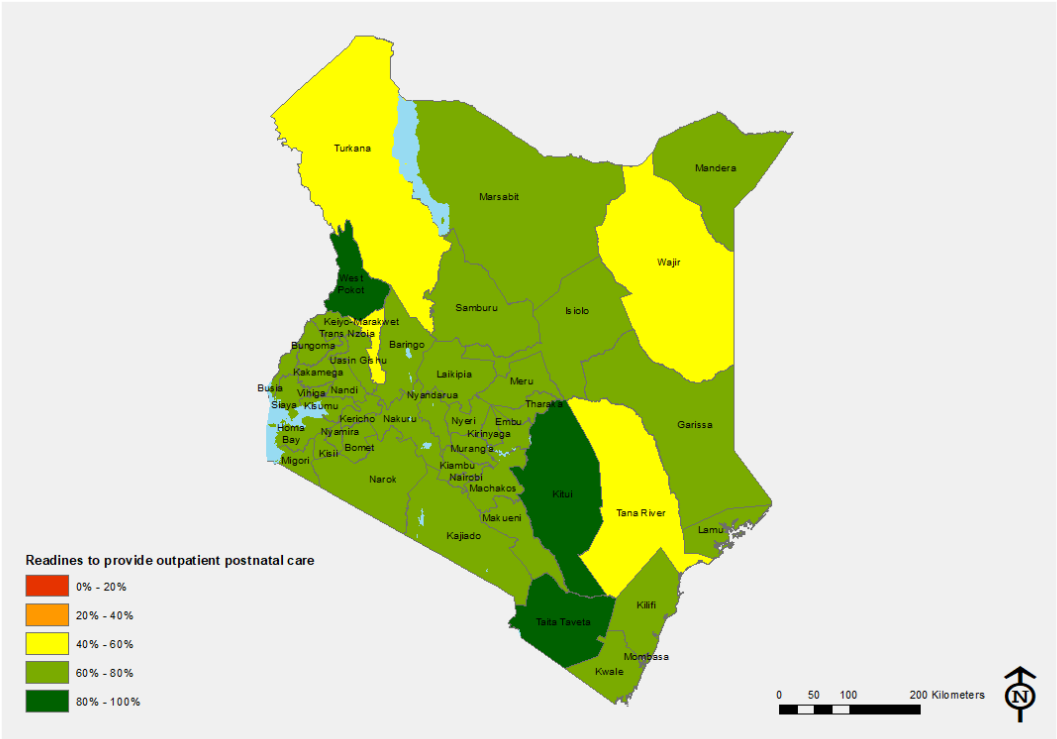 Turkana
Mandera
Marsabit
Wajir
West
Pokot
Samburu
Isiolo
Keiyo-Marakwet
Trans Nzoia
Bungoma
Baringo
Uasin Gishu
Kakamega
Laikipia
Meru
Busia
Vihiga
Nandi
Nyandarua
Siaya
Kisumu
Tharaka
Kericho
Nakuru
Nyeri
Embu
Garissa
Homa
Bay
Nyamira
Kirinyaga
Kisii
Bomet
Murang'a
Migori
Kiambu
Narok
Nairobi
Machakos
Kitui
Tana River
Makueni
Lamu
Kajiado
Readines to provide outpatient postnatal care
0% - 20%
20% - 40%
40% - 60%
60% - 80%
80% - 100%
Kilifi
Taita Taveta
Mombasa
Kwale
0 50 100 200 Kilometers
N